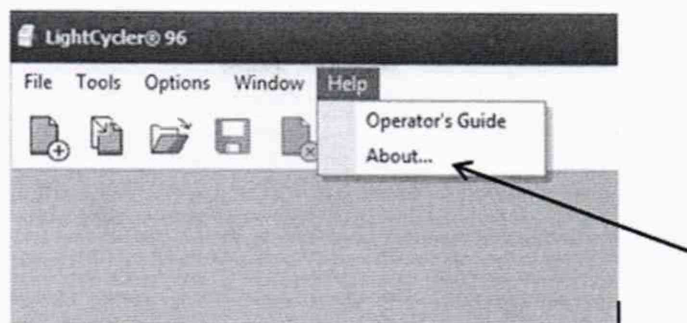 LightCycler® 96
File Tools Options Window Help
Operator's Guide
About...